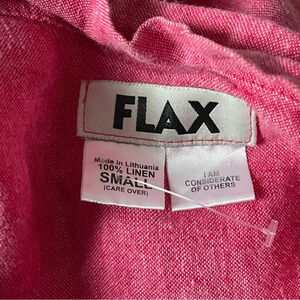 FLAX
Made in Lithuania
100% LINEN
SMALL
(CARE OVER)
I AM
CONSIDERATE
OF OTHERS